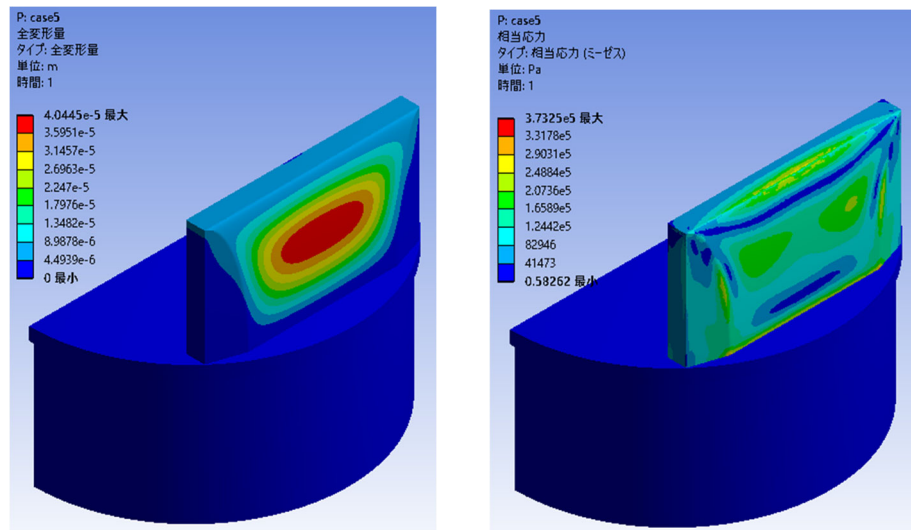 P: case5
全変形量
タイプ: 全変形量
単位: m
時間: 1
4.0445e-5 最大
3.5951e-5
3.1457e-5
2.6963e-5
2.247e-5
1.7976e-5
1.3482e-5
8.9878e-6
4.4939e-6
0 最小
P: case5
相当応力
タイプ: 相当応力 (ミーゼス)
単位: Pa
時間: 1
3.7325e5 最大
3.3178e5
2.9031e5
2.4884e5
2.0736e5
1.6589e5
1.2442e5
82946
41473
0.58262 最小